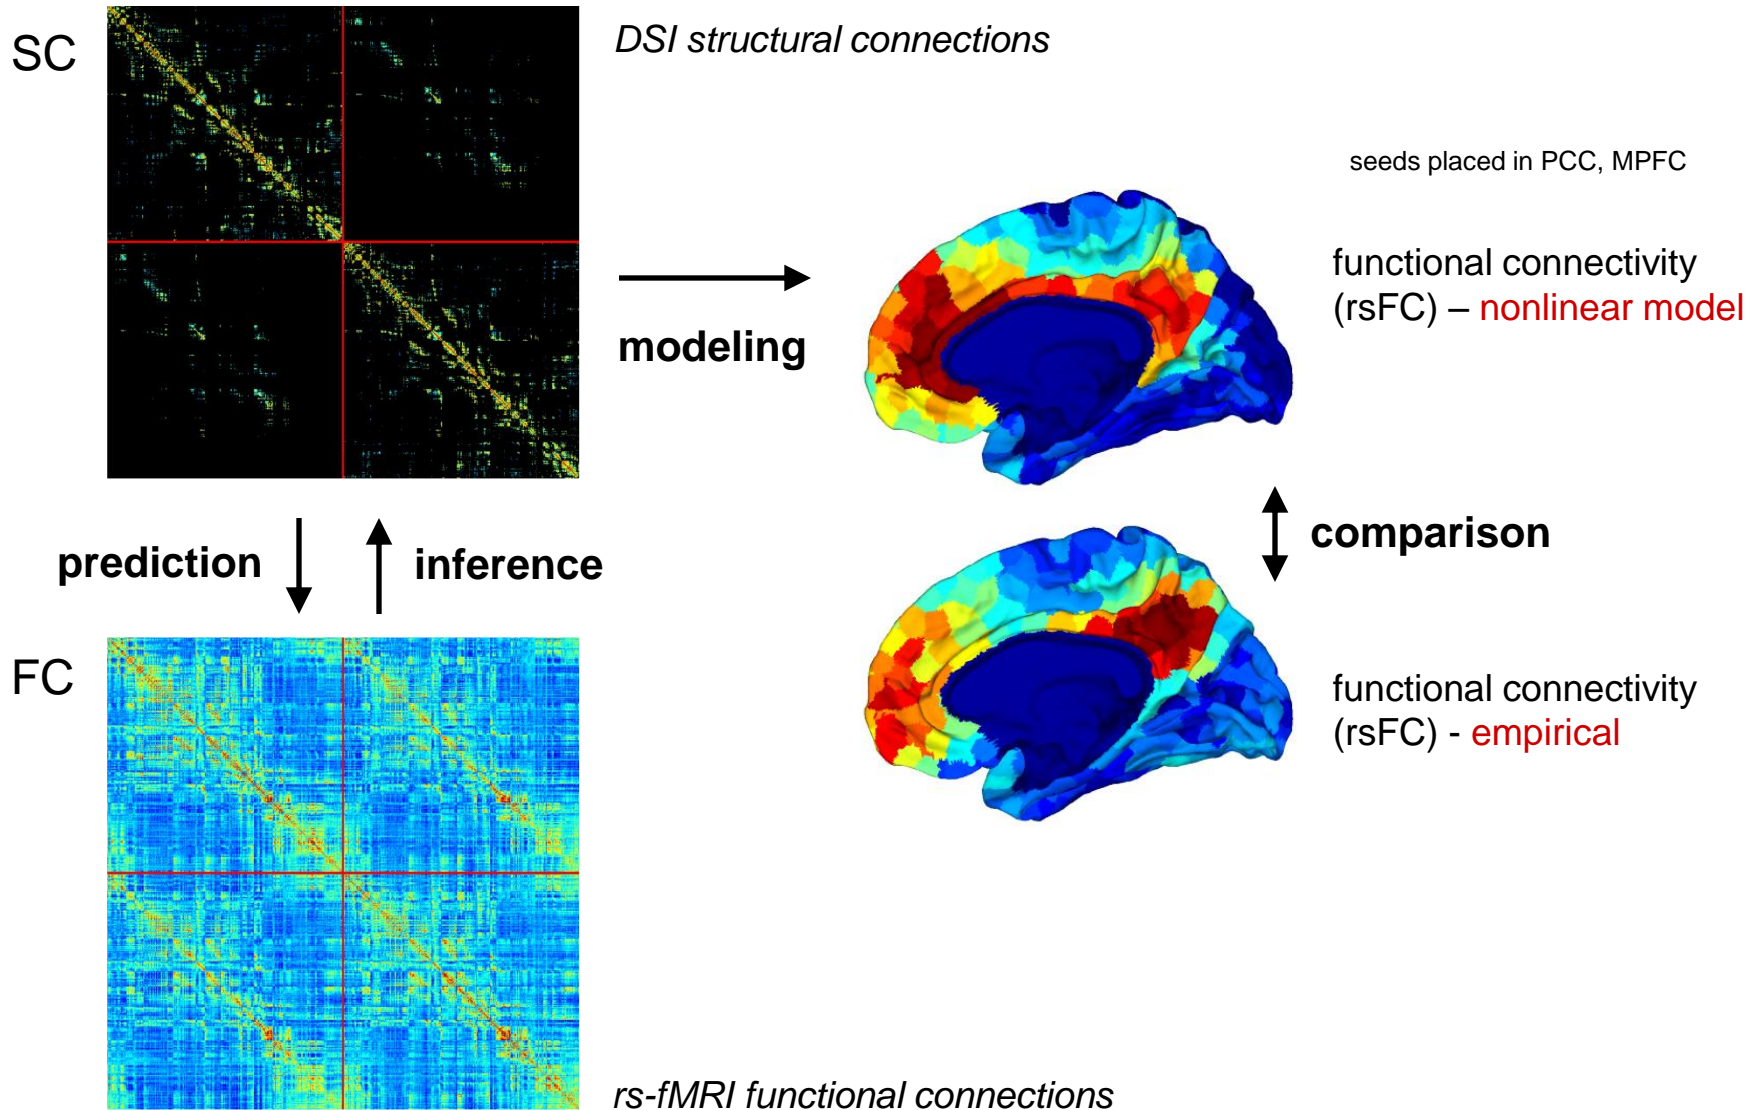 SC
DSI structural connections
seeds placed in PCC, MPFC
functional connectivity
(rsFC) – nonlinear model
modeling
prediction
inference
comparison
FC
functional connectivity
(rsFC) - empirical
rs-fMRI functional connections